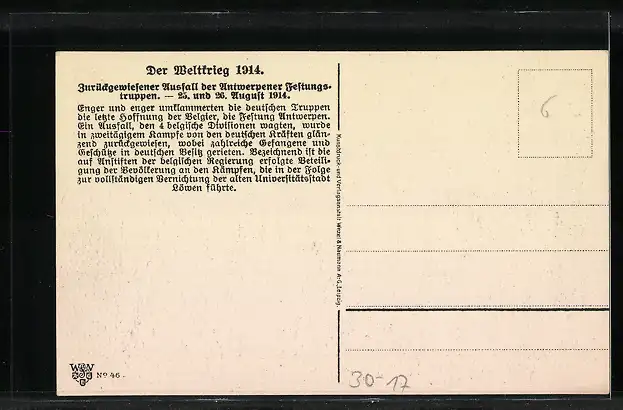 Der Weltkrieg 1914.
Zurückgewiesener Ausfall der Antwerpener Festungs-
truppen. — 25. und 26. August 1914.
Enger und enger umklammerten die deutschen Truppen
die letzte Hoffnung der Belgier, die Festung Antwerpen.
Ein Ausfall, den 4 belgische Divisionen wagten, wurde
in zweitägigem Kampfe von den deutschen Kräften glän-
zend zurückgewiesen, wobei zahlreiche Gefangene und
Geschütze in deutschen Besitz gerieten. Bezeichnend ist die
auf Anstiften der belgischen Regierung erfolgte Beteili-
gung der Bevölkerung an den Kämpfen, die in der Folge
zur vollständigen Vernichtung der alten Universitätsstadt
Löwen führte.
Kunstdruck- und Verlagsanstalt Wezel & Naumann A.-G., Leipzig.
6
W N
No 46.
30-17